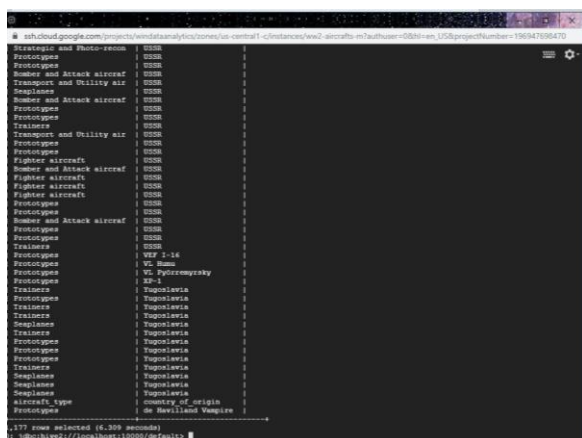 ssh.cloud.google.com/projects/windataanalytics/zones/us-central1-c/instances/ww2-aircrafts-m?authuser=0&hl=en_US&projectNumber=196947698470
Strategic and Photo-recon | USSR |
Prototypes | USSR |
Prototypes | USSR |
Bomber and Attack aircraf | USSR |
Transport and Utility air | USSR |
Seaplanes | USSR |
Bomber and Attack aircraf | USSR |
Prototypes | USSR |
Prototypes | USSR |
Trainers | USSR |
Transport and Utility air | USSR |
Prototypes | USSR |
Prototypes | USSR |
Fighter aircraft | USSR |
Bomber and Attack aircraf | USSR |
Fighter aircraft | USSR |
Fighter aircraft | USSR |
Fighter aircraft | USSR |
Prototypes | USSR |
Prototypes | USSR |
Bomber and Attack aircraf | USSR |
Prototypes | USSR |
Prototypes | USSR |
Trainers | USSR |
Prototypes | VEF I-16 |
Prototypes | VL Humu |
Prototypes | VL Pyörremyrsky |
Prototypes | XP-1 |
Trainers | Yugoslavia |
Prototypes | Yugoslavia |
Trainers | Yugoslavia |
Trainers | Yugoslavia |
Seaplanes | Yugoslavia |
Trainers | Yugoslavia |
Prototypes | Yugoslavia |
Prototypes | Yugoslavia |
Prototypes | Yugoslavia |
Trainers | Yugoslavia |
Seaplanes | Yugoslavia |
Seaplanes | Yugoslavia |
Seaplanes | Yugoslavia |
aircraft_type | country_of_origin |
Prototypes | de Havilland Vampire |
,177 rows selected (6.309 seconds)
: jdbc:hive2://localhost:10000/default>